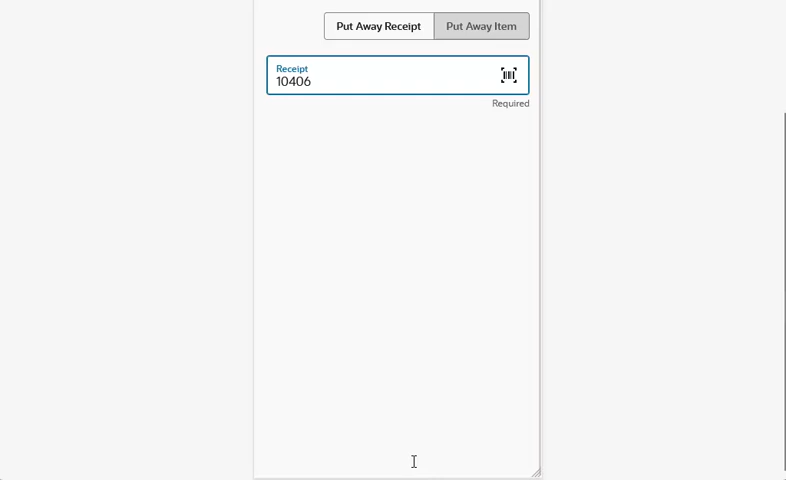 Put Away Receipt
Put Away Item
Receipt
10406
Required